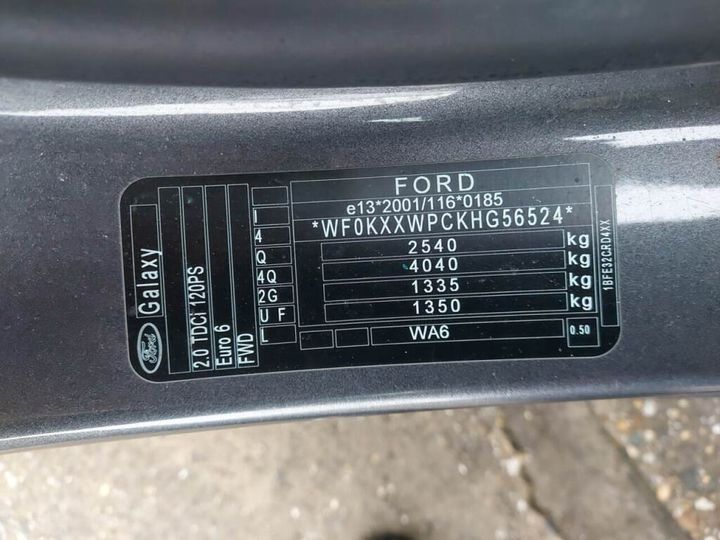 FORD
e13*2001/116*0185
*WF0KXXWPCKHG56524*
2540 kg
4040 kg
1335 kg
1350 kg
WA6 0.50
I
4
Q
4Q
2G
U F
L
Ford Galaxy
2.0 TDCi 120PS
Euro 6
FWD
1BFE32CRD4XX